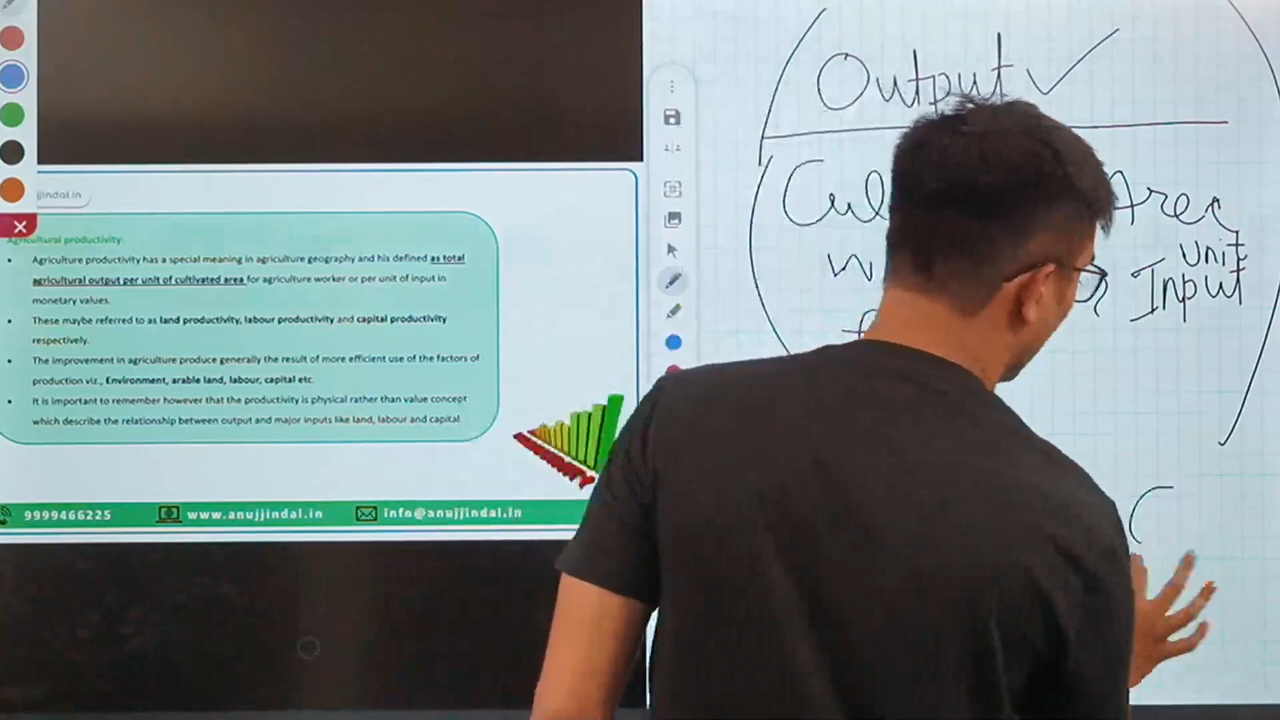 jjindal.in
Agricultural productivity:
• Agriculture productivity has a special meaning in agriculture geography and his defined as total
agricultural output per unit of cultivated area for agriculture worker or per unit of input in
monetary values.
• These maybe referred to as land productivity, labour productivity and capital productivity
respectively.
• The improvement in agriculture produce generally the result of more efficient use of the factors of
production viz., Environment, arable land, labour, capital etc.
• It is important to remember however that the productivity is physical rather than value concept
which describe the relationship between output and major inputs like land, labour and capital.
9999466225 www.anujjindal.in info@anujjindal.in
Output ✓
Cul Area
unit
Input